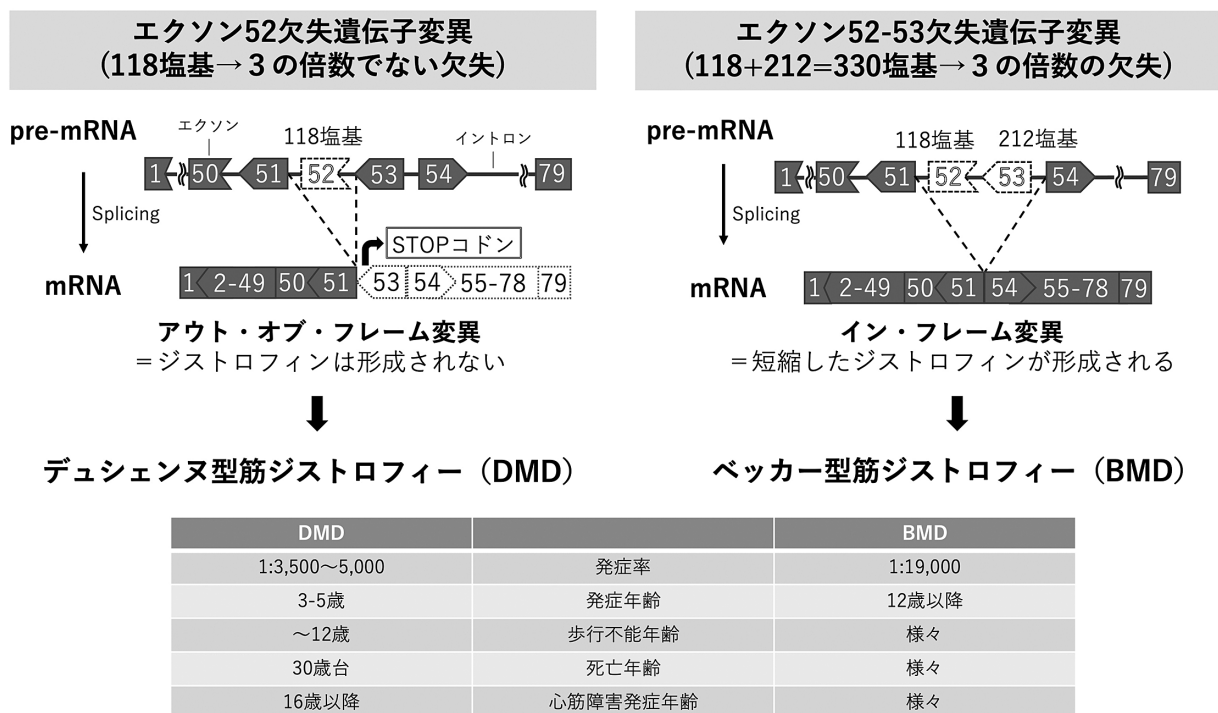 エクソン52欠失遺伝子変異
(118塩基→３の倍数でない欠失)
pre-mRNA
エクソン
118塩基
イントロン
1 50 51 52 53 54 79
Splicing
STOPコドン
mRNA
1 2-49 50 51 53 54 55-78 79
アウト・オブ・フレーム変異
＝ジストロフィンは形成されない
デュシェンヌ型筋ジストロフィー（DMD）
エクソン52-53欠失遺伝子変異
(118+212=330塩基→３の倍数の欠失)
pre-mRNA
118塩基
212塩基
1 50 51 52 53 54 79
Splicing
mRNA
1 2-49 50 51 54 55-78 79
イン・フレーム変異
＝短縮したジストロフィンが形成される
ベッカー型筋ジストロフィー（BMD）
DMD BMD
1:3,500〜5,000 発症率 1:19,000
3-5歳 発症年齢 12歳以降
〜12歳 歩行不能年齢 様々
30歳台 死亡年齢 様々
16歳以降 心筋障害発症年齢 様々